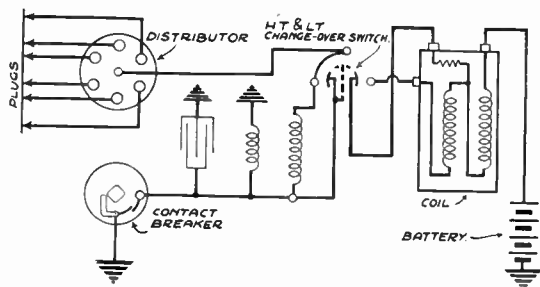 HT & LT
CHANGE-OVER SWITCH.
DISTRIBUTOR
PLUGS
CONTACT
BREAKER
COIL
BATTERY.